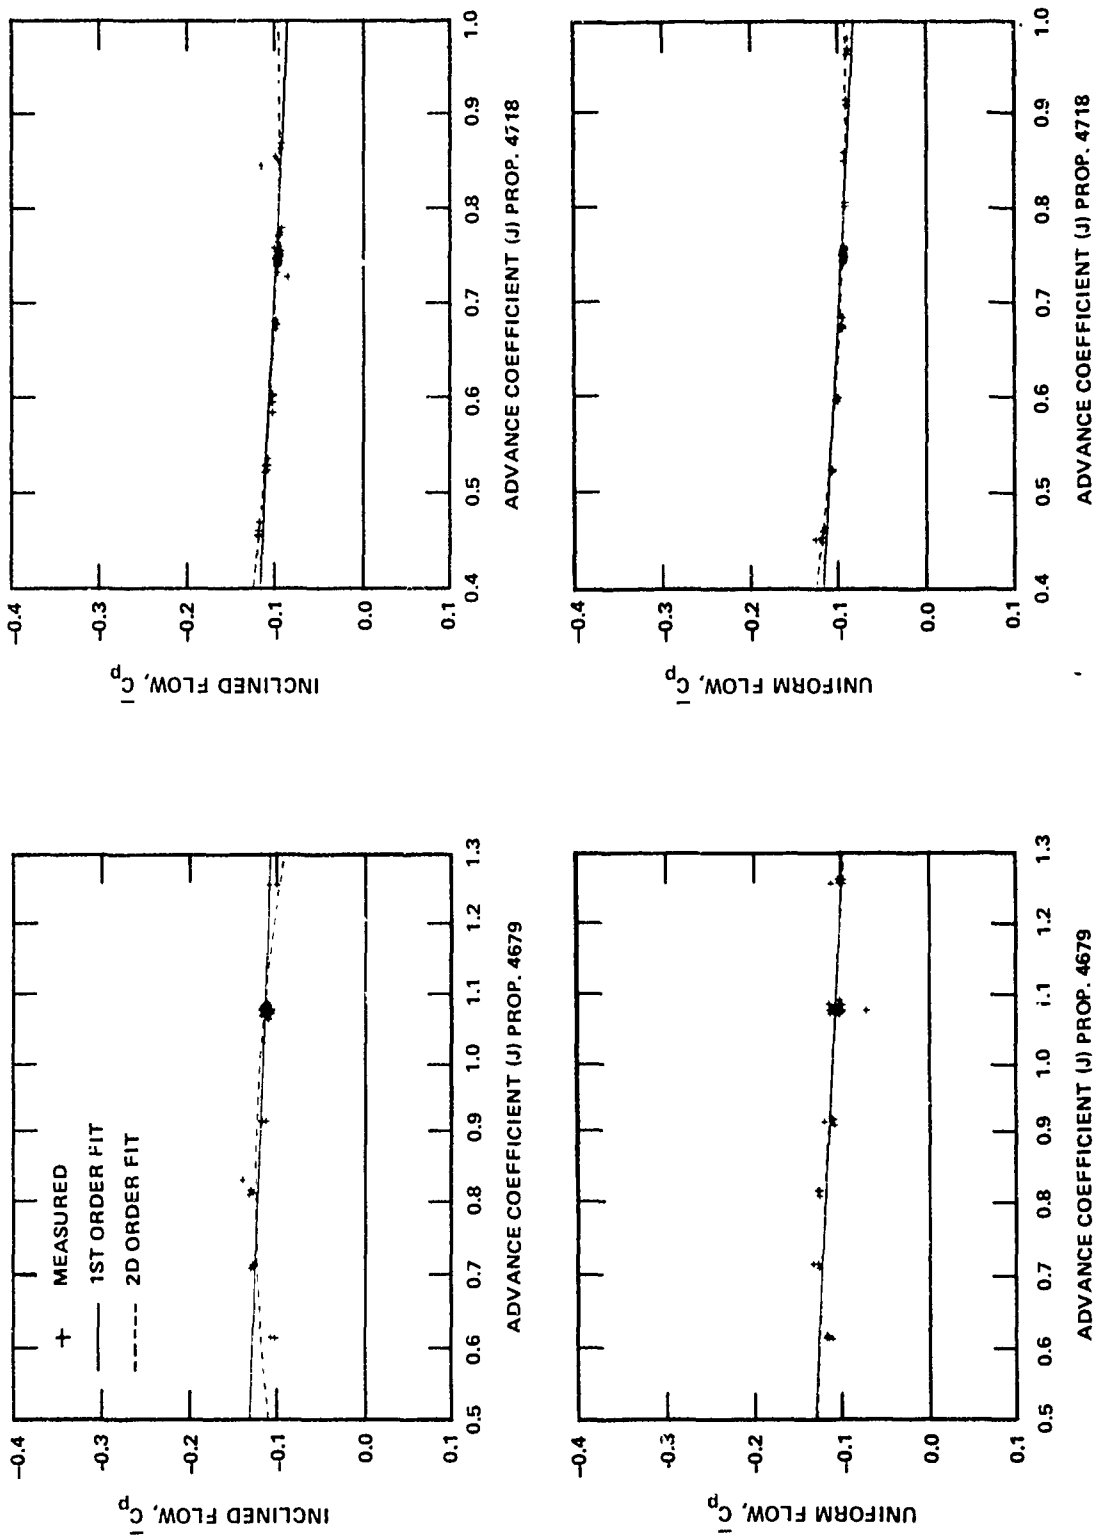 INCLINED FLOW, C̄p
−0.4
−0.3
−0.2
−0.1
0.0
0.1
+ MEASURED
1ST ORDER FIT
2D ORDER FIT
0.5 0.6 0.7 0.8 0.9 1.0 1.1 1.2 1.3
ADVANCE COEFFICIENT (J) PROP. 4679
INCLINED FLOW, C̄p
−0.4
−0.3
−0.2
−0.1
0.0
0.1
0.4 0.5 0.6 0.7 0.8 0.9 1.0
ADVANCE COEFFICIENT (J) PROP. 4718
UNIFORM FLOW, C̄p
−0.4
−0.3
−0.2
−0.1
0.0
0.1
0.5 0.6 0.7 0.8 0.9 1.0 1.1 1.2 1.3
ADVANCE COEFFICIENT (J) PROP. 4679
UNIFORM FLOW, C̄p
−0.4
−0.3
−0.2
−0.1
0.0
0.1
0.4 0.5 0.6 0.7 0.8 0.9 1.0
ADVANCE COEFFICIENT (J) PROP. 4718